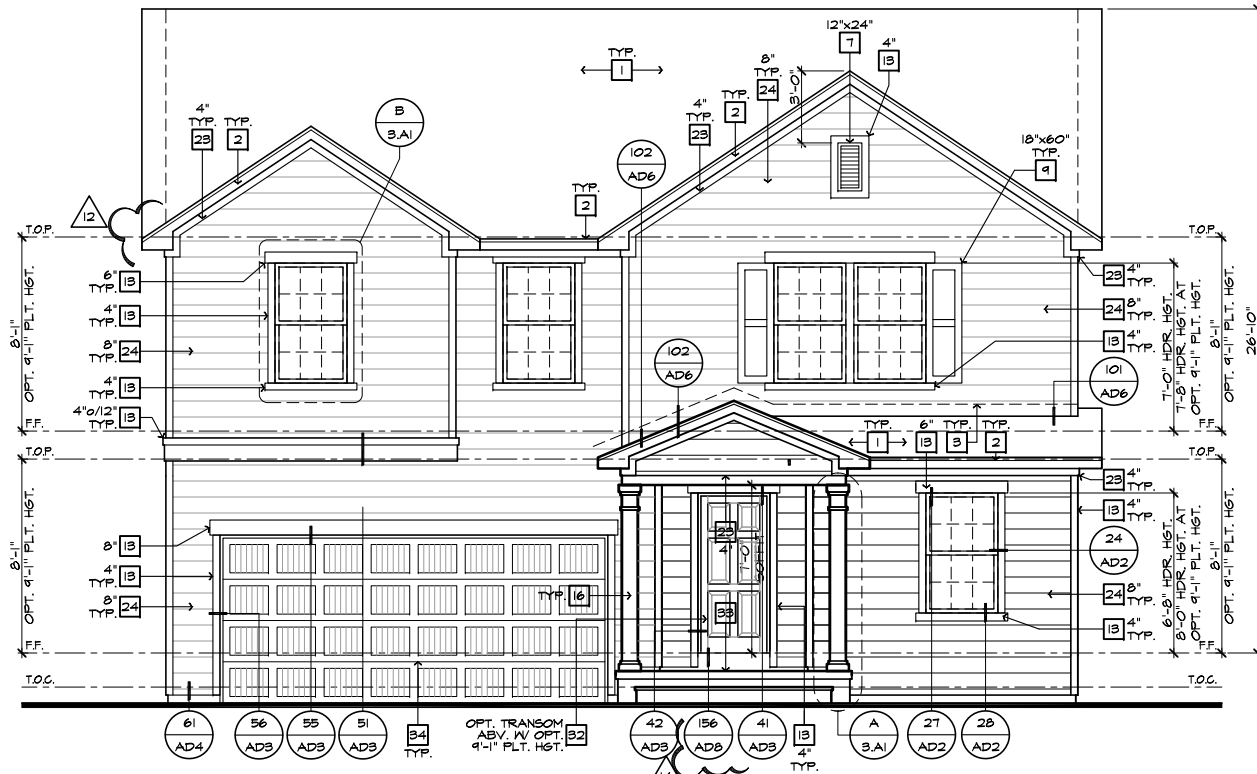 12"x24"
7
4"
13
TYP.
1
8"
TYP.
24
3'-0"
TYP.
2
4"
TYP.
23
4"
TYP.
23
TYP.
2
B
3.A1
18"x60"
TYP.
9
102
AD6
TYP.
2
12
T.O.P.
T.O.P.
6"
TYP. 13
4"
TYP. 13
8"
TYP. 24
4"
TYP. 13
4"o/12"
TYP. 13
8'-1"
OPT. 9'-1" PLT. HGT.
23 4"
TYP.
24 8"
TYP.
13 4"
TYP.
7'-0" HDR. HGT.
7'-8" HDR. HGT. AT
OPT. 9'-1" PLT. HGT.
8'-1"
OPT. 9'-1" PLT. HGT.
26'-10"
102
AD6
101
AD6
F.F.
F.F.
TYP.
1
6"
13
TYP.
3
TYP.
2
T.O.P.
T.O.P.
8'-1"
OPT. 9'-1" PLT. HGT.
8" 13
4"
TYP. 13
8"
TYP. 24
23 4"
TYP.
13 4"
TYP.
24
AD2
24 8"
TYP.
13 4"
TYP.
6'-8" HDR. HGT.
8'-0" HDR. HGT. AT
OPT. 9'-1" PLT. HGT.
8'-1"
OPT. 9'-1" PLT. HGT.
23
4"
7'-0"
SOFFIT
TYP. 16
33
F.F.
F.F.
T.O.C.
T.O.C.
61
AD4
56
AD3
55
AD3
51
AD3
34
TYP.
OPT. TRANSOM
ABV. W/ OPT. 32
9'-1" PLT. HGT.
42
AD3
156
AD8
41
AD3
13
4"
TYP.
A
3.A1
27
AD2
28
AD2